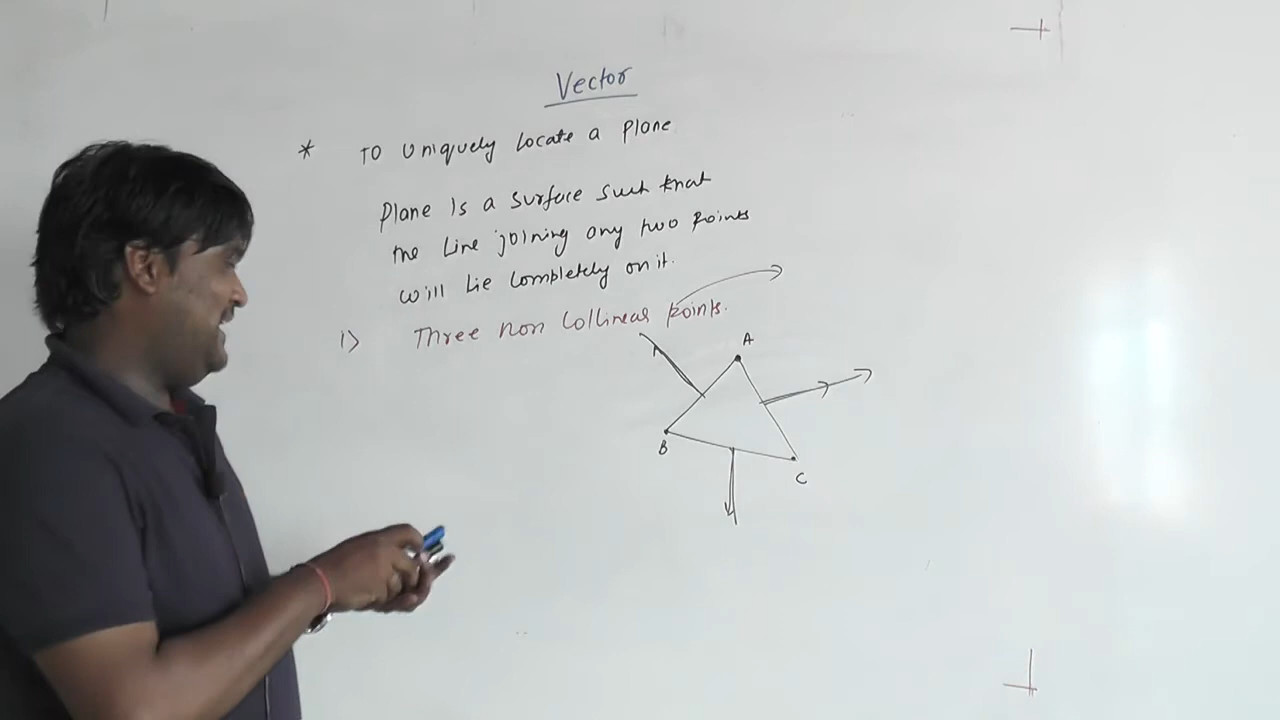 Vector
* To Uniquely Locate a Plane
Plane Is a Surface Such that
the Line joining any two Points
will Lie Completely on it.
1) Three Non Collinear points.
A
B
C